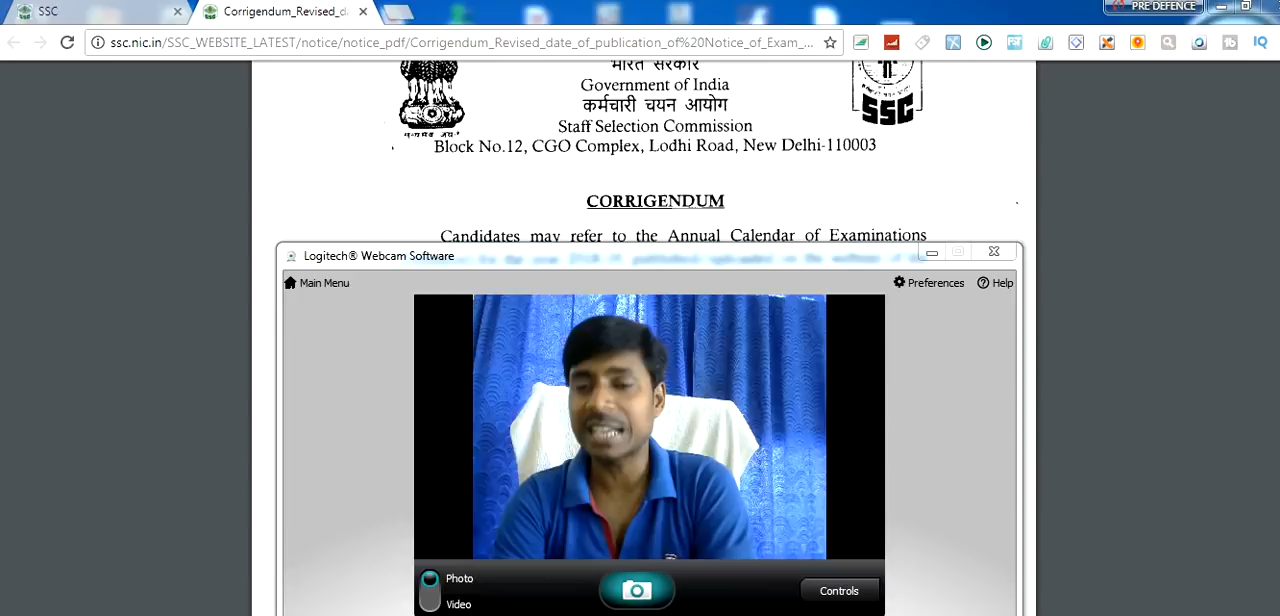 SSC
Corrigendum_Revised_d
PRE DEFENCE
ssc.nic.in/SSC_WEBSITE_LATEST/notice/notice_pdf/Corrigendum_Revised_date_of_publication_of%20Notice_of_Exam_...
IQ
भारत सरकार
Government of India
कर्मचारी चयन आयोग
Staff Selection Commission
Block No.12, CGO Complex, Lodhi Road, New Delhi-110003
SSC
CORRIGENDUM
Candidates may refer to the Annual Calendar of Examinations
Logitech® Webcam Software
Main Menu
Preferences
Help
Photo
Video
Controls